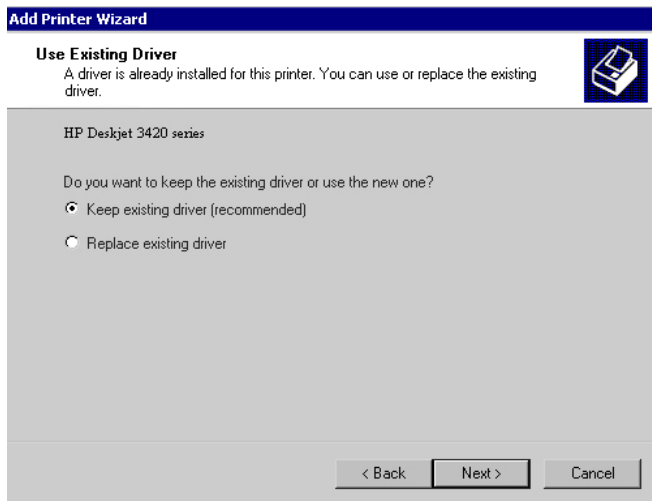 Add Printer Wizard
Use Existing Driver
A driver is already installed for this printer. You can use or replace the existing
driver.
HP Deskjet 3420 series
Do you want to keep the existing driver or use the new one?
Keep existing driver (recommended)
Replace existing driver
< Back Next > Cancel